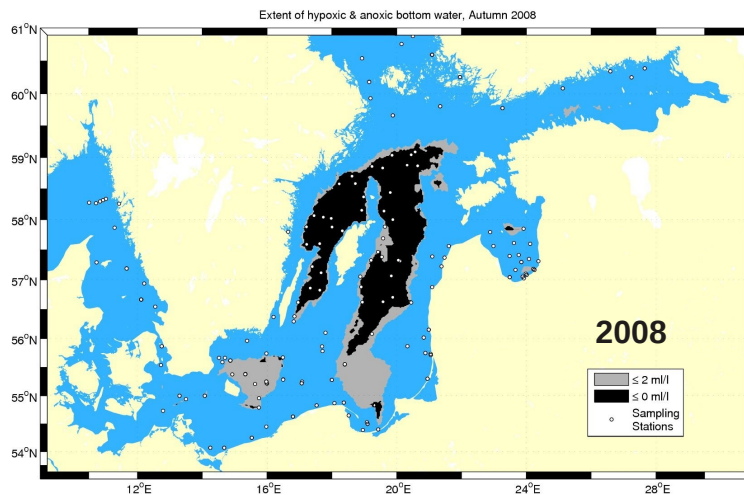 Extent of hypoxic & anoxic bottom water, Autumn 2008
61°N
60°N
59°N
58°N
57°N
56°N
55°N
54°N
2008
≤ 2 ml/l
≤ 0 ml/l
Sampling
Stations
12°E
16°E
20°E
24°E
28°E